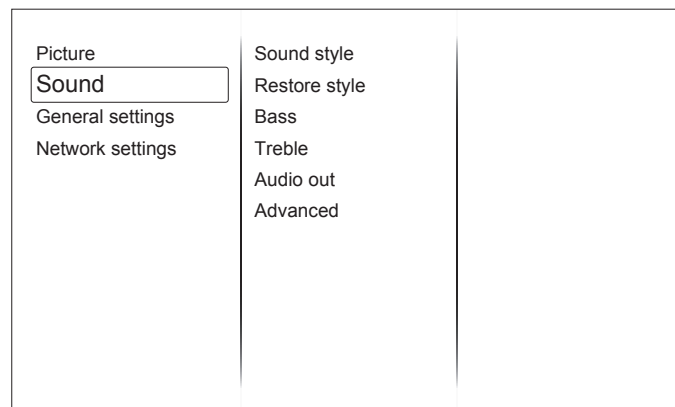 Picture
Sound
General settings
Network settings
Sound style
Restore style
Bass
Treble
Audio out
Advanced